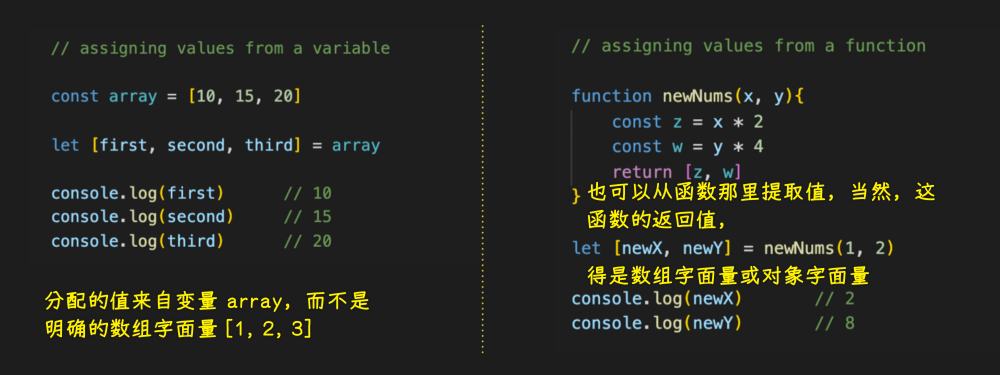 // assigning values from a variable
const array = [10, 15, 20]
let [first, second, third] = array
console.log(first)      // 10
console.log(second)     // 15
console.log(third)      // 20
分配的值来自变量 array，而不是
明确的数组字面量 [1, 2, 3]
// assigning values from a function
function newNums(x, y){
    const z = x * 2
    const w = y * 4
    return [z, w]
}
也可以从函数那里提取值，当然，这
函数的返回值，
let [newX, newY] = newNums(1, 2)
得是数组字面量或对象字面量
console.log(newX)       // 2
console.log(newY)       // 8